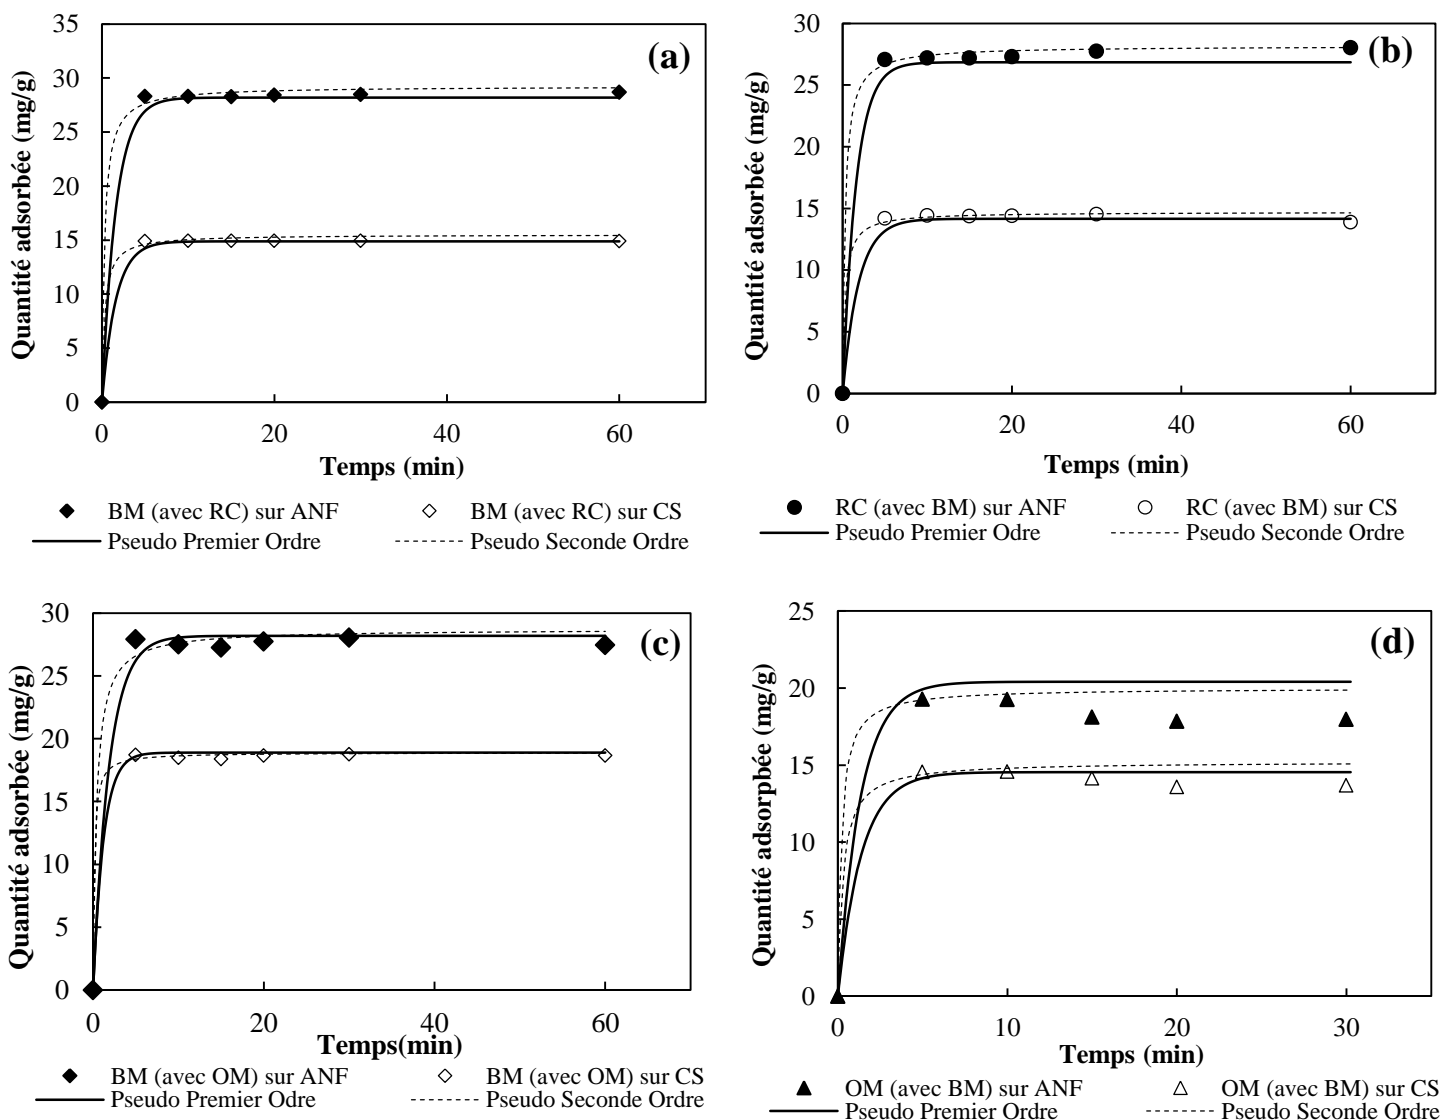 (a)
Quantité adsorbée (mg/g)
35
30
25
20
15
10
5
0
0 20 40 60
Temps (min)
BM (avec RC) sur ANF BM (avec RC) sur CS
Pseudo Premier Ordre Pseudo Seconde Ordre
(b)
Quantité adsorbée (mg/g)
30
25
20
15
10
5
0
0 20 40 60
Temps (min)
RC (avec BM) sur ANF RC (avec BM) sur CS
Pseudo Premier Odre Pseudo Seconde Ordre
(c)
Quantité adsorbée (mg/g)
30
25
20
15
10
5
0
0 20 40 60
Temps(min)
BM (avec OM) sur ANF BM (avec OM) sur CS
Pseudo Premier Odre Pseudo Seconde Ordre
(d)
Quantité adsorpbée (mg/g)
25
20
15
10
5
0
0 10 20 30
Temps (min)
OM (avec BM) sur ANF OM (avec BM) sur CS
Pseudo Premier Ordre Pseudo Seconde Ordre